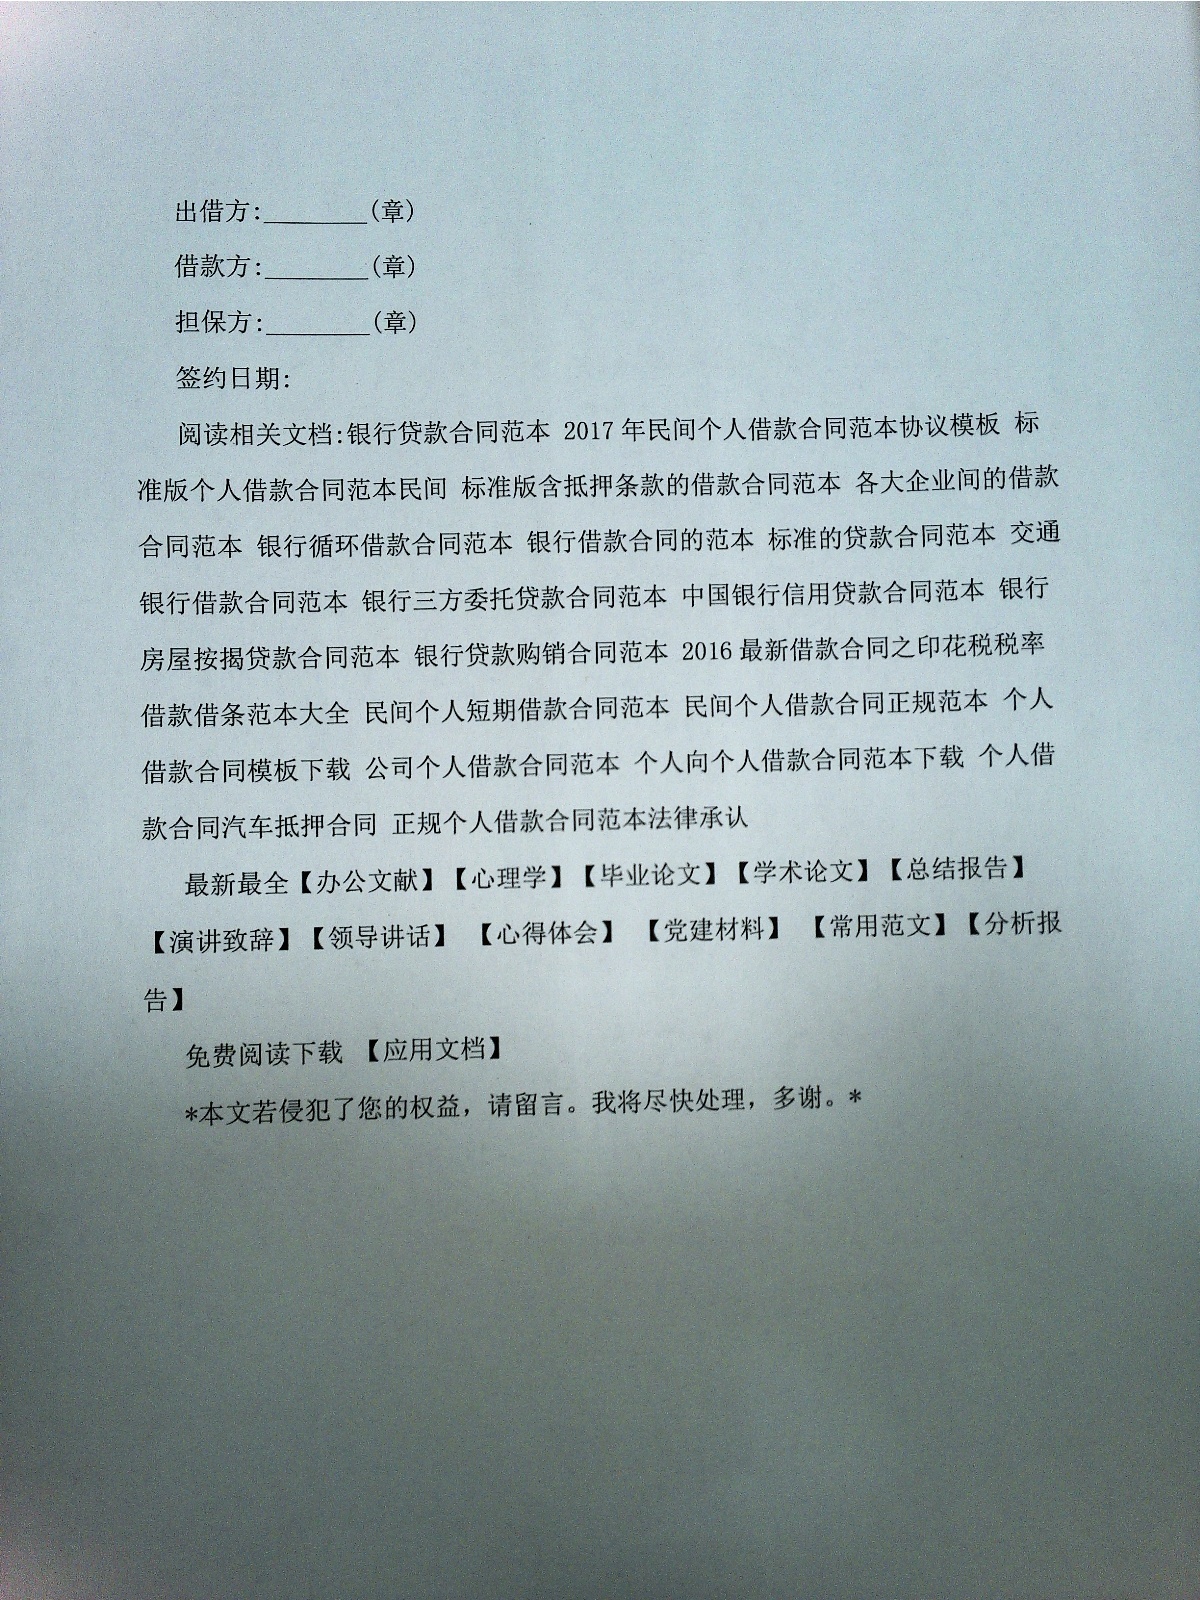 出借方:________(章)
借款方:________(章)
担保方:________(章)
签约日期:
阅读相关文档:银行贷款合同范本 2017年民间个人借款合同范本协议模板 标
准版个人借款合同范本民间 标准版含抵押条款的借款合同范本 各大企业间的借款
合同范本 银行循环借款合同范本 银行借款合同的范本 标准的贷款合同范本 交通
银行借款合同范本 银行三方委托贷款合同范本 中国银行信用贷款合同范本 银行
房屋按揭贷款合同范本 银行贷款购销合同范本 2016最新借款合同之印花税税率
借款借条范本大全 民间个人短期借款合同范本 民间个人借款合同正规范本 个人
借款合同模板下载 公司个人借款合同范本 个人向个人借款合同范本下载 个人借
款合同汽车抵押合同 正规个人借款合同范本法律承认
最新最全【办公文献】【心理学】【毕业论文】【学术论文】【总结报告】
【演讲致辞】【领导讲话】 【心得体会】 【党建材料】 【常用范文】【分析报
告】
免费阅读下载 【应用文档】
*本文若侵犯了您的权益，请留言。我将尽快处理，多谢。*